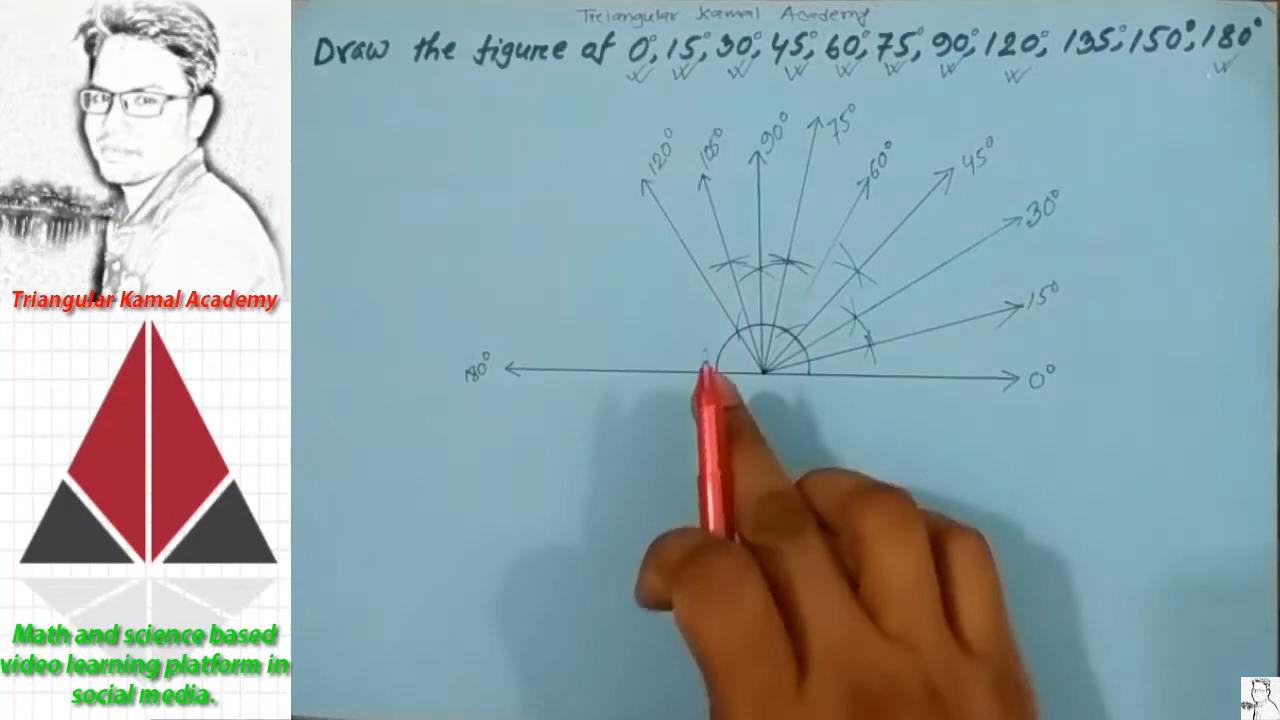 Treiangular Kamal Academy
Draw the figure of 0°, 15°, 30°, 45°, 60°, 75°, 90°, 120°, 135°, 150°, 180°
120°
105°
90°
75°
60°
45°
30°
15°
180°
0°
Triangular Kamal Academy
Math and science based
video learning platform in
social media.